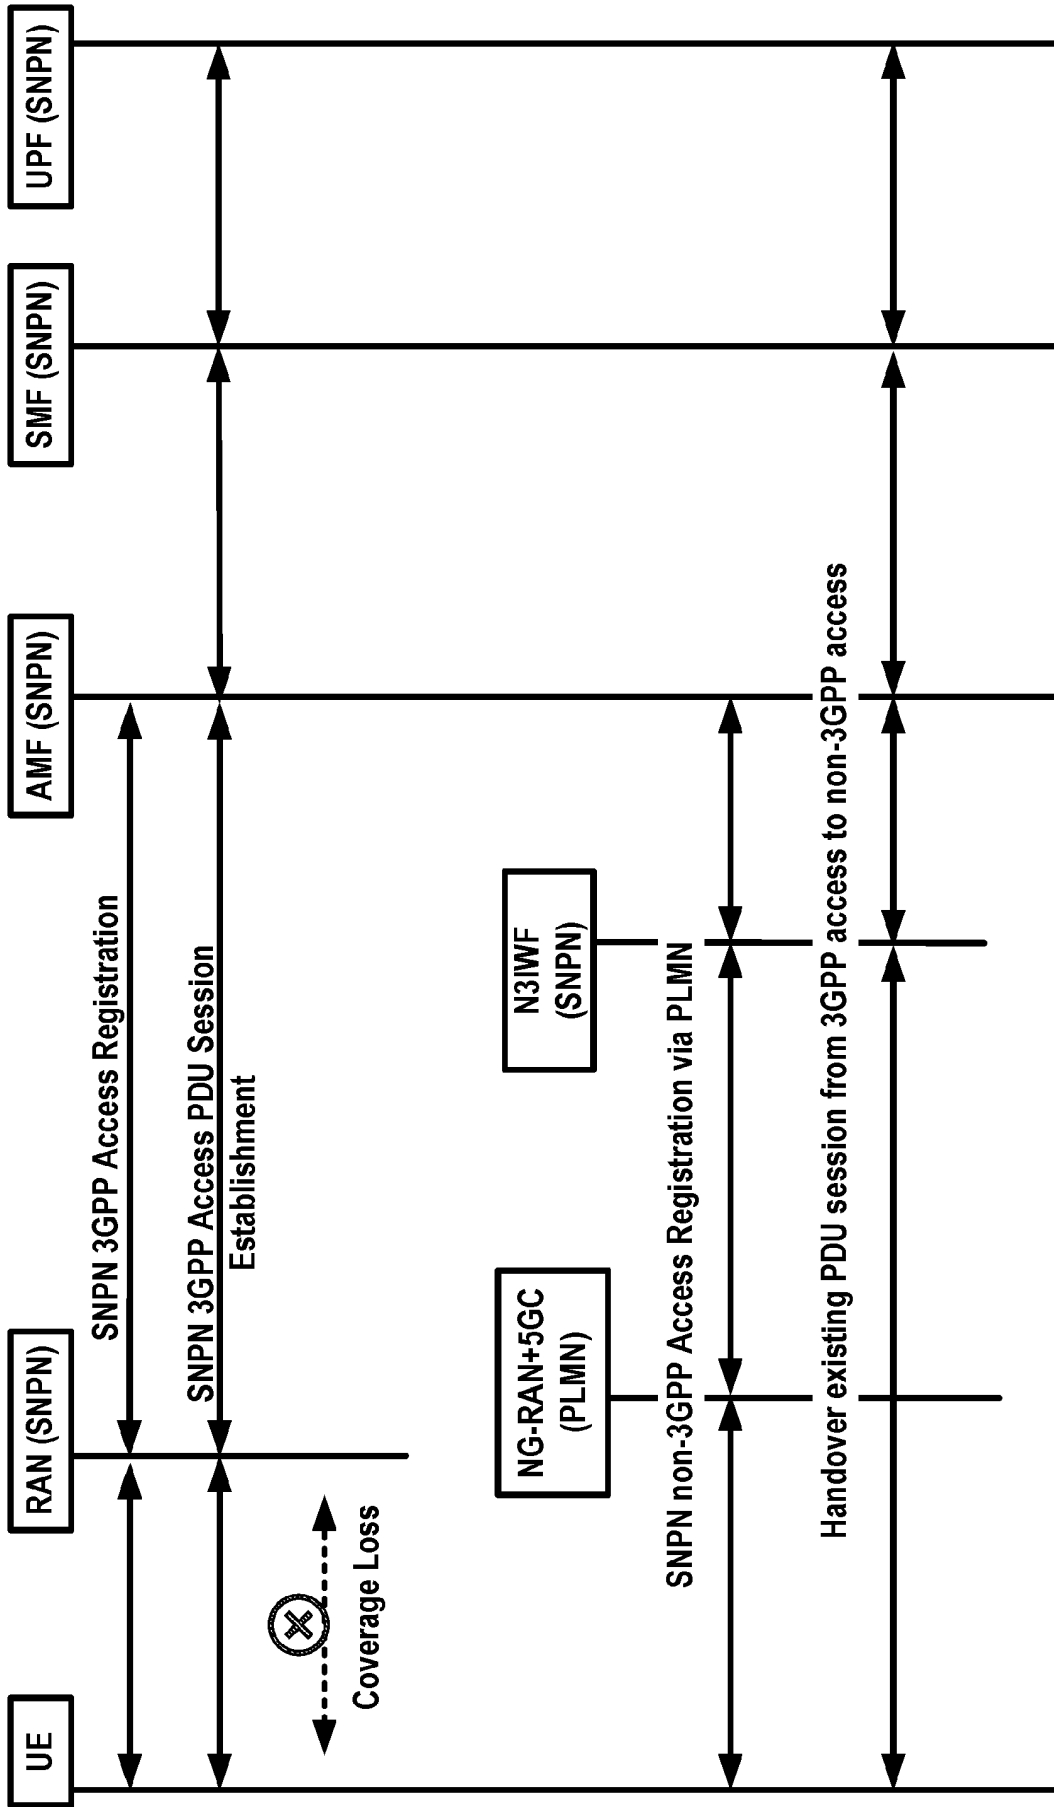 UE
RAN (SNPN)
AMF (SNPN)
SMF (SNPN)
UPF (SNPN)
SNPN 3GPP Access Registration
SNPN 3GPP Access PDU Session
Establishment
Coverage Loss
NG-RAN+5GC
(PLMN)
N3IWF
(SNPN)
SNPN non-3GPP Access Registration via PLMN
Handover existing PDU session from 3GPP access to non-3GPP access